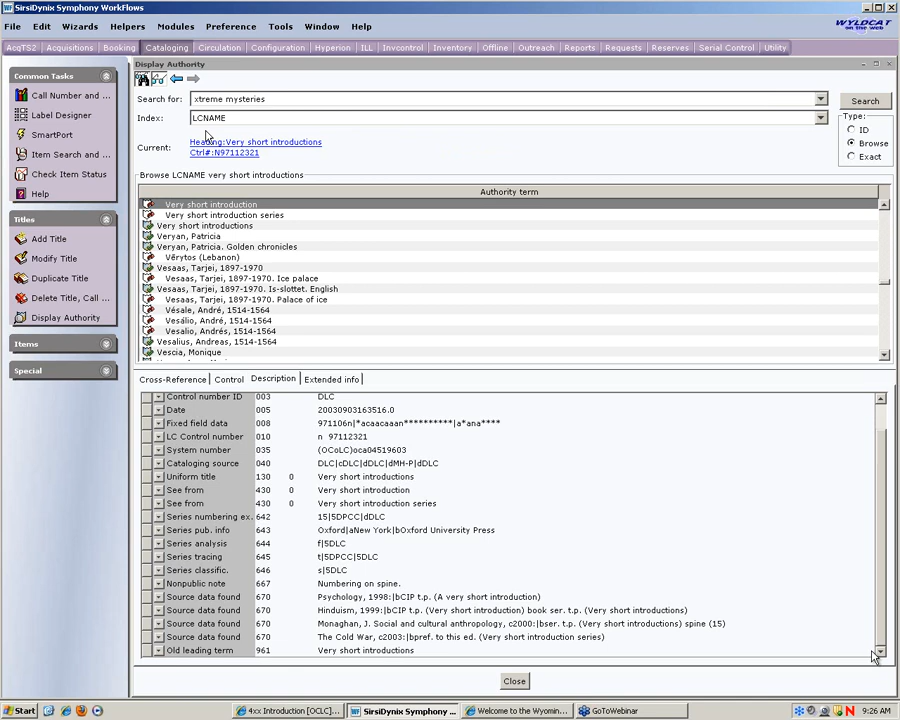 SirsiDynix Symphony WorkFlows
File Edit Wizards Helpers Modules Preference Tools Window Help
WYLDCAT
ON THE WEB
AcqTS2 Acquisitions Booking Cataloging Circulation Configuration Hyperion ILL Invcontrol Inventory Offline Outreach Reports Requests Reserves Serial Control Utility
Common Tasks
Call Number and ...
Label Designer
SmartPort
Item Search and ...
Check Item Status
Help
Titles
Add Title
Modify Title
Duplicate Title
Delete Title, Call ...
Display Authority
Items
Special
Display Authority
Search for: xtreme mysteries
Search
Index: LCNAME
Type:
ID
Browse
Exact
Current:
Heading:Very short introductions
Ctrl#:N97112321
Browse LCNAME very short introductions
Authority term
Very short introduction
Very short introduction series
Very short introductions
Veryan, Patricia
Veryan, Patricia. Golden chronicles
Vêrytos (Lebanon)
Vesaas, Tarjei, 1897-1970
Vesaas, Tarjei, 1897-1970. Ice palace
Vesaas, Tarjei, 1897-1970. Is-slottet. English
Vesaas, Tarjei, 1897-1970. Palace of ice
Vésale, André, 1514-1564
Vesálio, André, 1514-1564
Vesalio, Andrés, 1514-1564
Vesalius, Andreas, 1514-1564
Vescia, Monique
Cross-Reference Control Description Extended info
Control number ID 003 DLC
Date 005 20030903163516.0
Fixed field data 008 971106n|*acaacaaan**********|a*ana****
LC Control number 010 n 97112321
System number 035 (OCoLC)oca04519603
Cataloging source 040 DLC|cDLC|dDLC|dMH-P|dDLC
Uniform title 130 0 Very short introductions
See from 430 0 Very short introduction
See from 430 0 Very short introduction series
Series numbering ex. 642 15|5DPCC|dDLC
Series pub. info 643 Oxford|aNew York|bOxford University Press
Series analysis 644 f|5DLC
Series tracing 645 t|5DPCC|5DLC
Series classific. 646 s|5DLC
Nonpublic note 667 Numbering on spine.
Source data found 670 Psychology, 1998:|bCIP t.p. (A very short introduction)
Source data found 670 Hinduism, 1999:|bCIP t.p. (Very short introductions) book ser. t.p. (Very short introductions)
Source data found 670 Monaghan, J. Social and cultural anthropology, c2000:|bser. t.p. (Very short introductions) spine (15)
Source data found 670 The Cold War, c2003:|bpref. to this ed. (Very short introduction series)
Old leading term 961 Very short introductions
Close
Start
4xx Introduction [OCLC]...
SirsiDynix Symphony ...
Welcome to the Wyomin...
GoToWebinar
9:26 AM